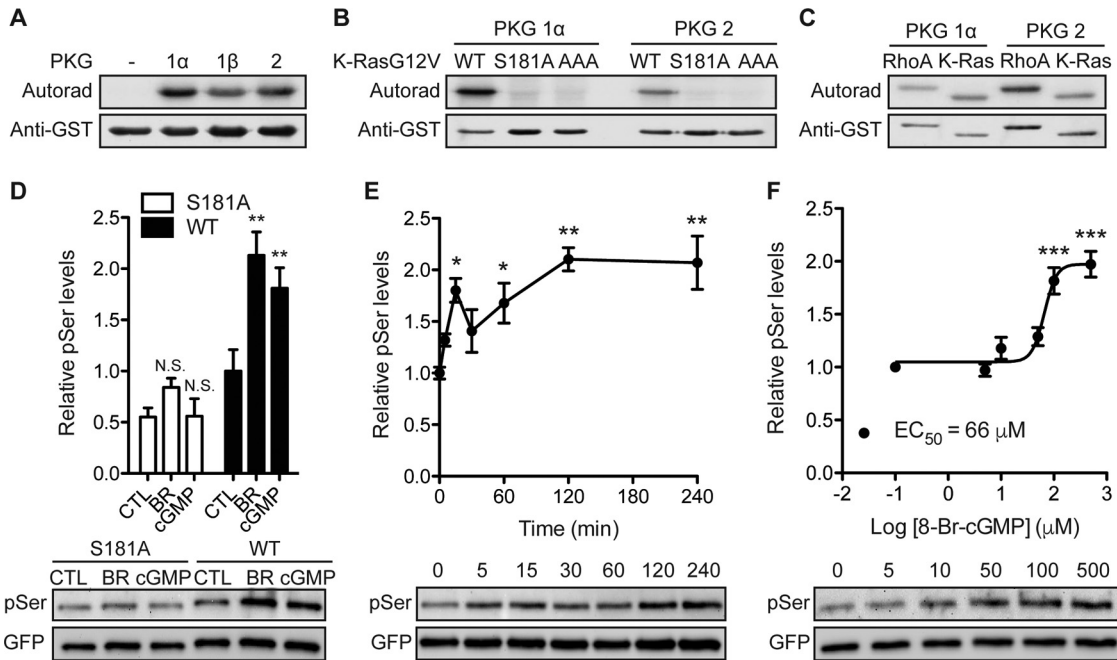 A
PKG - 1α 1β 2
Autorad
Anti-GST
B
PKG 1α PKG 2
K-RasG12V WT S181A AAA WT S181A AAA
Autorad
Anti-GST
C
PKG 1α PKG 2
RhoA K-Ras RhoA K-Ras
Autorad
Anti-GST
D
S181A
WT
Relative pSer levels
2.5
2.0
1.5
1.0
0.5
0.0
N.S. N.S. ** **
CTL BR cGMP CTL BR cGMP
S181A WT
CTL BR cGMP CTL BR cGMP
pSer
GFP
E
Relative pSer levels
2.5
2.0
1.5
1.0
0.5
0.0
* * ** **
0 60 120 180 240
Time (min)
0 5 15 30 60 120 240
pSer
GFP
F
Relative pSer levels
2.5
2.0
1.5
1.0
0.5
0.0
*** ***
EC50 = 66 μM
-2 -1 0 1 2 3
Log [8-Br-cGMP] (μM)
0 5 10 50 100 500
pSer
GFP